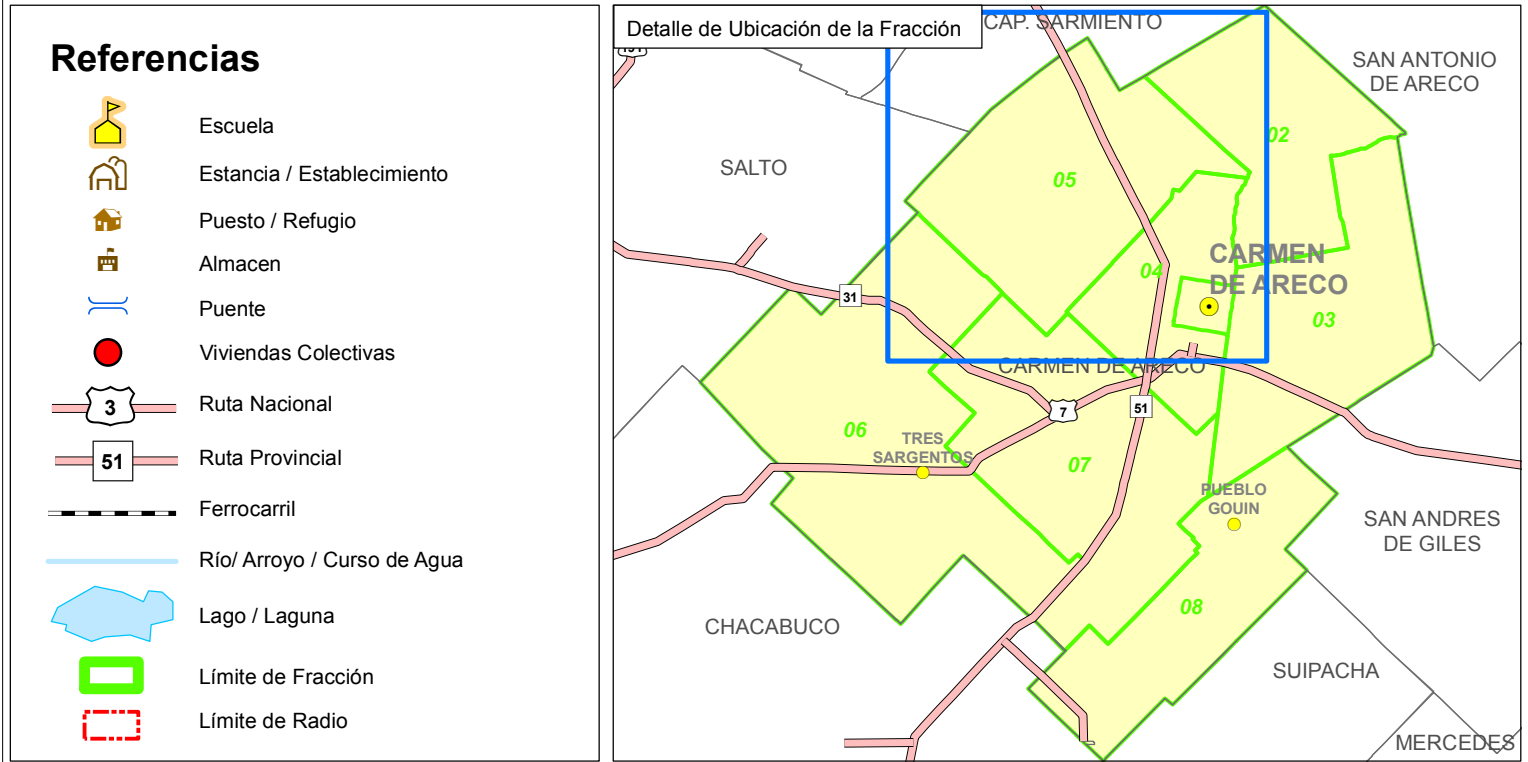 Referencias
Escuela
Estancia / Establecimiento
Puesto / Refugio
Almacen
Puente
Viviendas Colectivas
3
Ruta Nacional
51
Ruta Provincial
Ferrocarril
Río/ Arroyo / Curso de Agua
Lago / Laguna
Límite de Fracción
Límite de Radio
Detalle de Ubicación de la Fracción
CAP. SARMIENTO
SAN ANTONIO
DE ARECO
02
SALTO
05
CARMEN
DE ARECO
04
31
03
CARMEN DE ARECO
7
51
06
TRES
SARGENTOS
07
PUEBLO
GOUIN
SAN ANDRES
DE GILES
08
CHACABUCO
SUIPACHA
MERCEDES